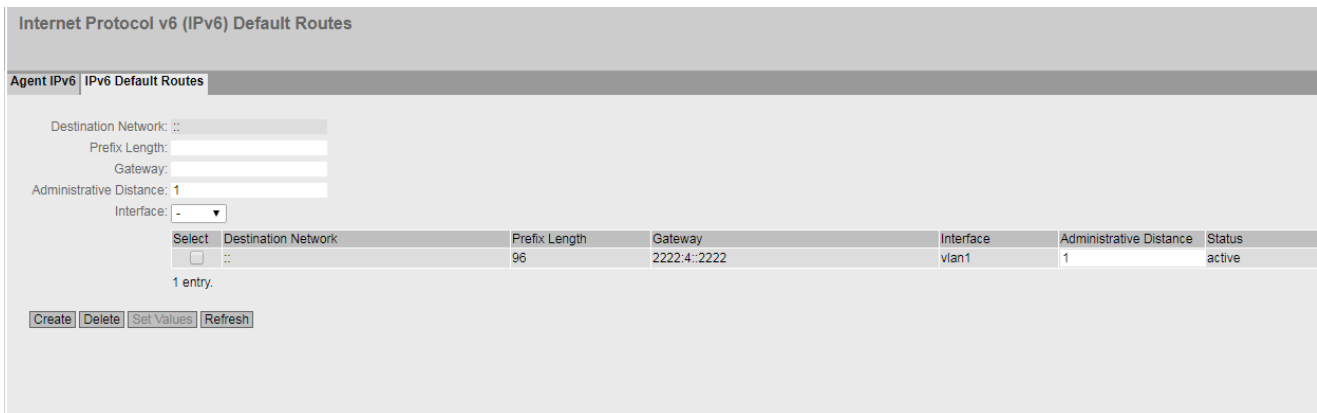 Internet Protocol v6 (IPv6) Default Routes
Agent IPv6 IPv6 Default Routes
Destination Network: ::
Prefix Length:
Gateway:
Administrative Distance: 1
Interface: -
Select Destination Network Prefix Length Gateway Interface Administrative Distance Status
:: 96 2222:4::2222 vlan1 1 active
1 entry.
Create Delete Set Values Refresh